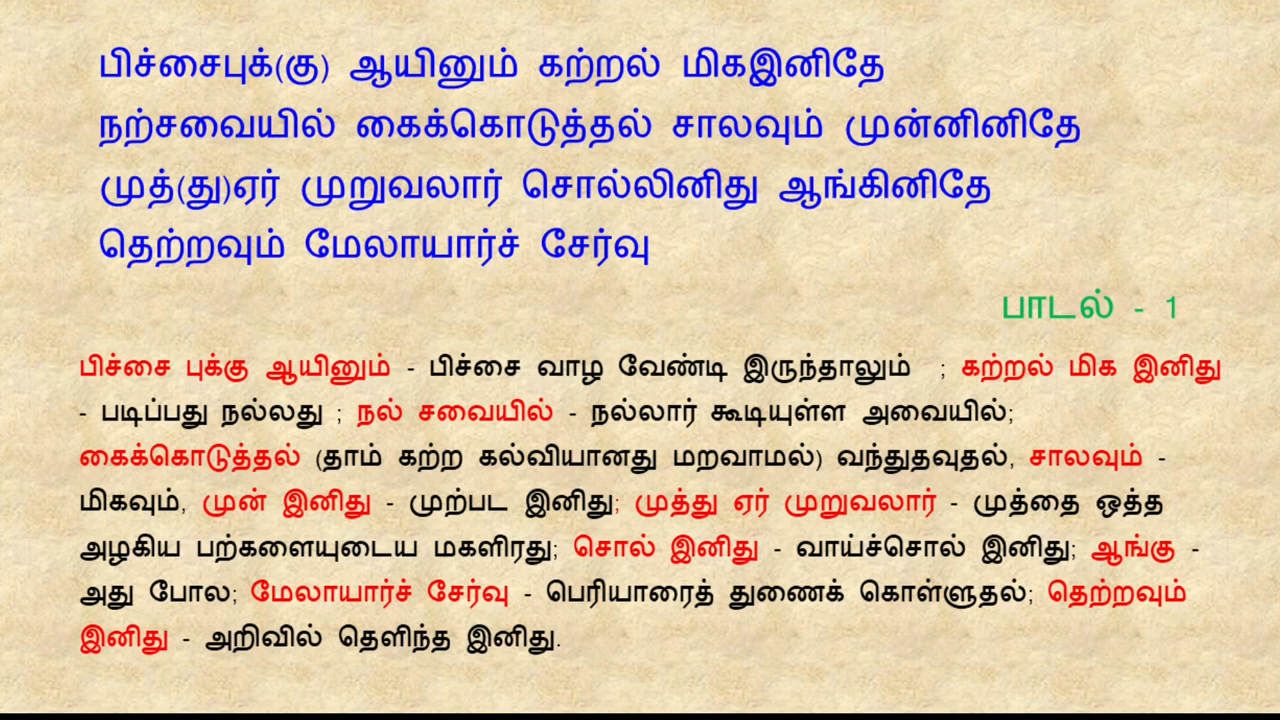 பிச்சைபுக்(கு) ஆயினும் கற்றல் மிகஇனிதே
நற்சவையில் கைக்கொடுத்தல் சாலவும் முன்னினிதே
முத்(து)ஏர் முறுவலார் சொல்லினிது ஆங்கினிதே
தெற்றவும் மேலாயார்ச் சேர்வு
பாடல் - 1
பிச்சை புக்கு ஆயினும் - பிச்சை வாழ வேண்டி இருந்தாலும் ; கற்றல் மிக இனிது
- படிப்பது நல்லது ; நல் சவையில் - நல்லார் கூடியுள்ள அவையில்;
கைக்கொடுத்தல் (தாம் கற்ற கல்வியானது மறவாமல்) வந்துதவுதல், சாலவும் -
மிகவும், முன் இனிது - முற்பட இனிது; முத்து ஏர் முறுவலார் - முத்தை ஒத்த
அழகிய பற்களையுடைய மகளிரது; சொல் இனிது - வாய்ச்சொல் இனிது; ஆங்கு -
அது போல; மேலாயார்ச் சேர்வு - பெரியாரைத் துணைக் கொள்ளுதல்; தெற்றவும்
இனிது - அறிவில் தெளிந்த இனிது.